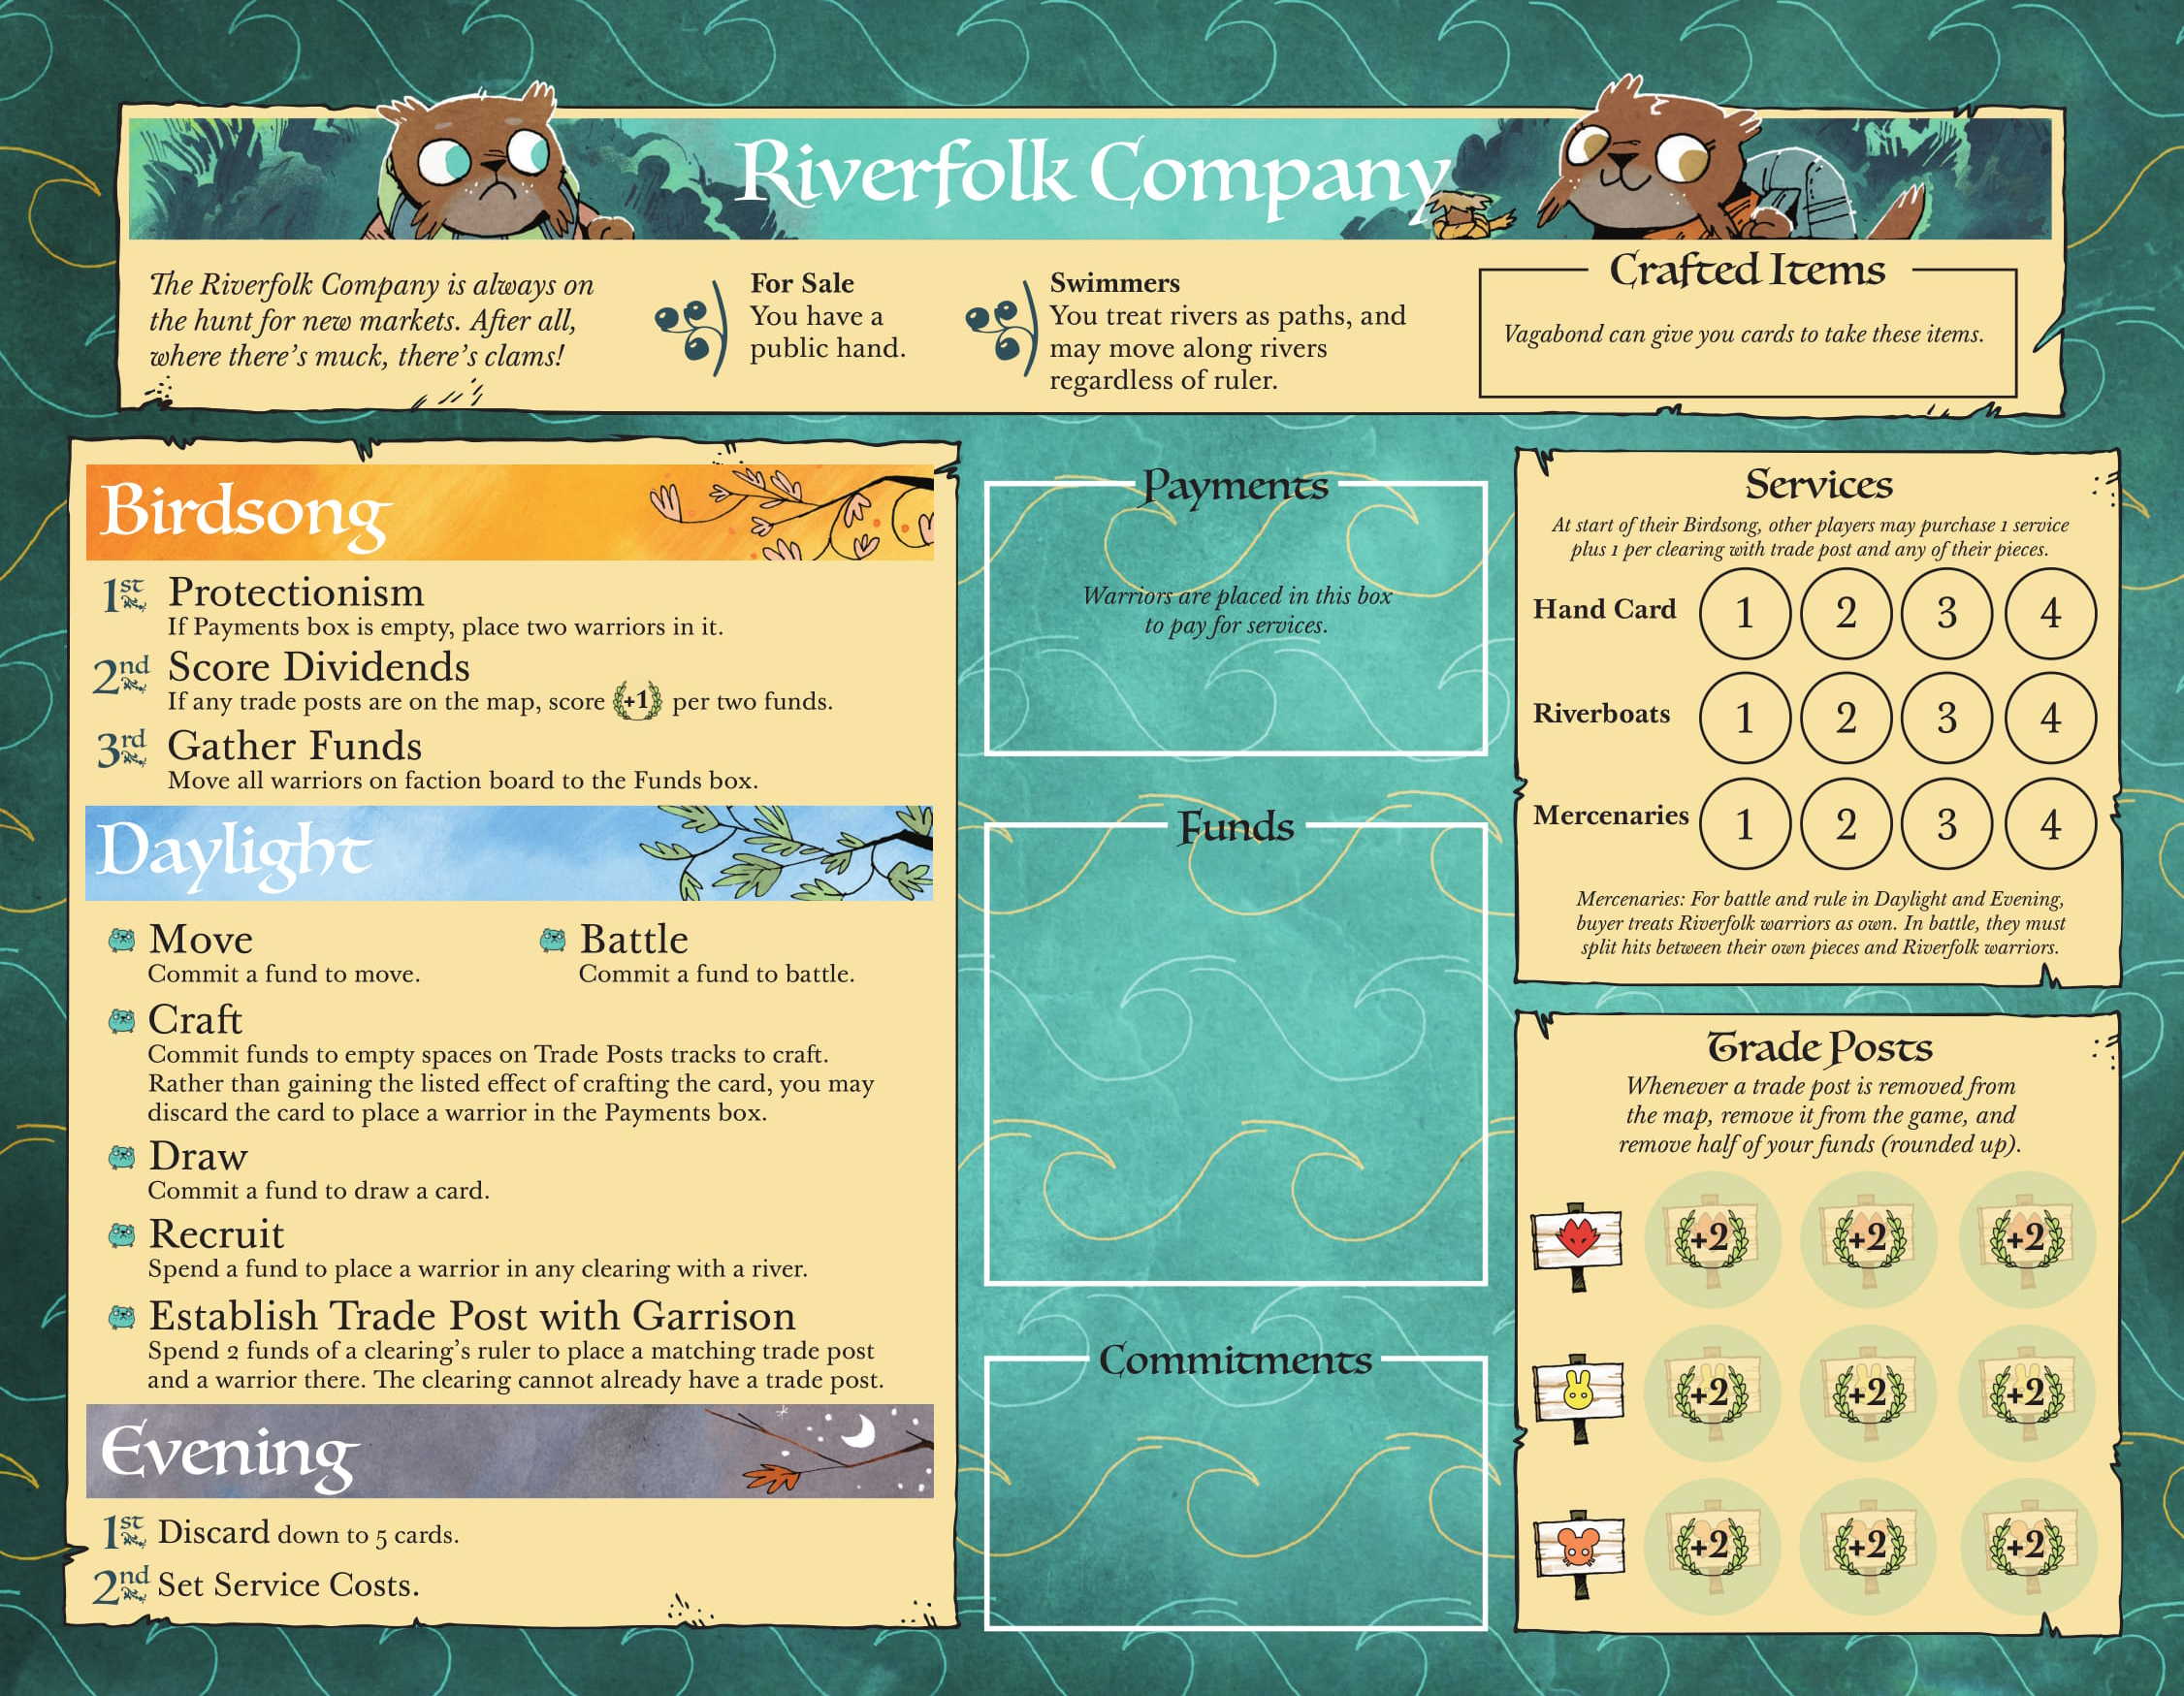 Riverfolk Company
The Riverfolk Company is always on
the hunt for new markets. After all,
where there's muck, there's clams!
For Sale
You have a
public hand.
Swimmers
You treat rivers as paths, and
may move along rivers
regardless of ruler.
Crafted Items
Vagabond can give you cards to take these items.
Birdsong
1st Protectionism
If Payments box is empty, place two warriors in it.
2nd Score Dividends
If any trade posts are on the map, score +1 per two funds.
3rd Gather Funds
Move all warriors on faction board to the Funds box.
Daylight
Move
Commit a fund to move.
Battle
Commit a fund to battle.
Craft
Commit funds to empty spaces on Trade Posts tracks to craft.
Rather than gaining the listed effect of crafting the card, you may
discard the card to place a warrior in the Payments box.
Draw
Commit a fund to draw a card.
Recruit
Spend a fund to place a warrior in any clearing with a river.
Establish Trade Post with Garrison
Spend 2 funds of a clearing's ruler to place a matching trade post
and a warrior there. The clearing cannot already have a trade post.
Evening
1st Discard down to 5 cards.
2nd Set Service Costs.
Payments
Warriors are placed in this box
to pay for services.
Funds
Commitments
Services
At start of their Birdsong, other players may purchase 1 service
plus 1 per clearing with trade post and any of their pieces.
Hand Card 1 2 3 4
Riverboats 1 2 3 4
Mercenaries 1 2 3 4
Mercenaries: For battle and rule in Daylight and Evening,
buyer treats Riverfolk warriors as own. In battle, they must
split hits between their own pieces and Riverfolk warriors.
Trade Posts
Whenever a trade post is removed from
the map, remove it from the game, and
remove half of your funds (rounded up).
+2 +2 +2
+2 +2 +2
+2 +2 +2